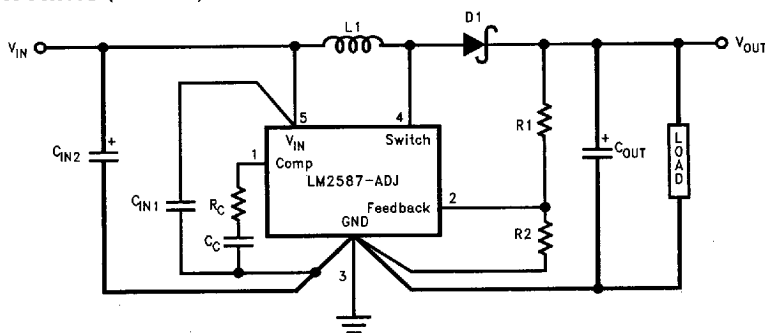 L1
D1
VIN
VOUT
5
4
VIN
Switch
R1
CIN2
+
1
Comp
LM2587-ADJ
COUT
+
LOAD
CIN1
RC
Feedback
2
GND
CC
R2
3